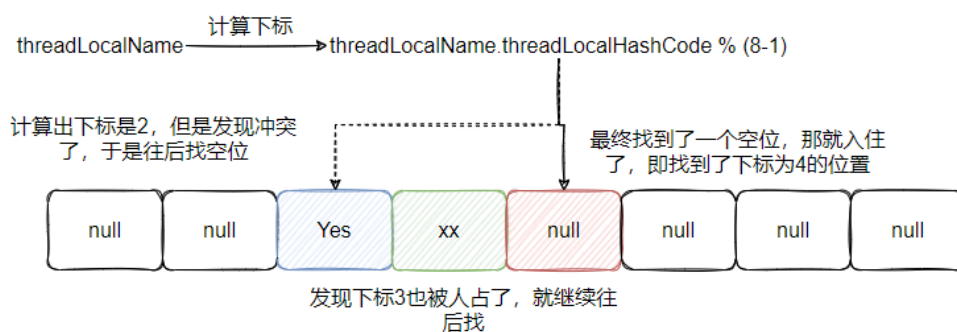 计算下标
threadLocalName
threadLocalName.threadLocalHashCode % (8-1)
计算出下标是2，但是发现冲突
了，于是往后找空位
最终找到了一个空位，那就入住
了，即找到了下标为4的位置
null
null
Yes
xx
null
null
null
null
发现下标3也被人占了，就继续往
后找